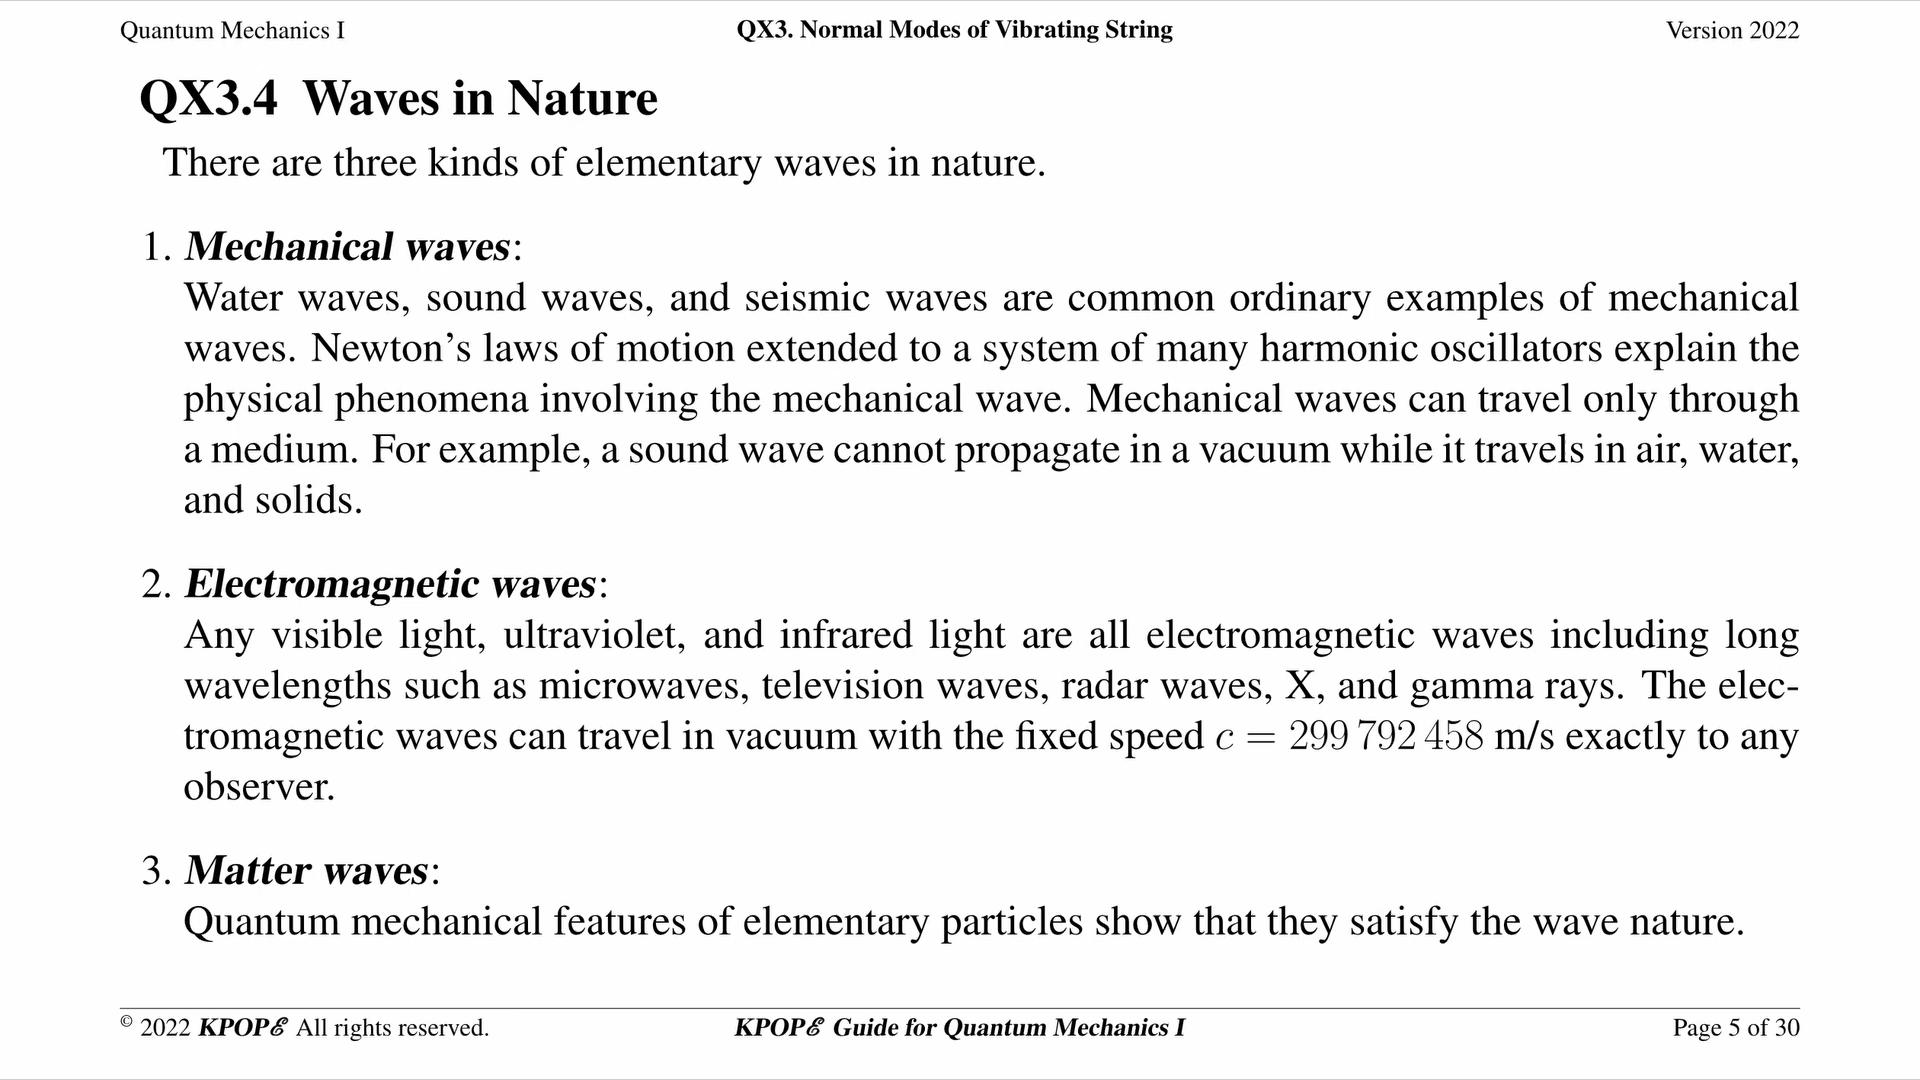 Quantum Mechanics I QX3. Normal Modes of Vibrating String Version 2022
QX3.4 Waves in Nature
There are three kinds of elementary waves in nature.
1. Mechanical waves:
Water waves, sound waves, and seismic waves are common ordinary examples of mechanical
waves. Newton’s laws of motion extended to a system of many harmonic oscillators explain the
physical phenomena involving the mechanical wave. Mechanical waves can travel only through
a medium. For example, a sound wave cannot propagate in a vacuum while it travels in air, water,
and solids.
2. Electromagnetic waves:
Any visible light, ultraviolet, and infrared light are all electromagnetic waves including long
wavelengths such as microwaves, television waves, radar waves, X, and gamma rays. The elec-
tromagnetic waves can travel in vacuum with the fixed speed c = 299 792 458 m/s exactly to any
observer.
3. Matter waves:
Quantum mechanical features of elementary particles show that they satisfy the wave nature.
© 2022 KPOPℰ All rights reserved. KPOPℰ Guide for Quantum Mechanics I Page 5 of 30